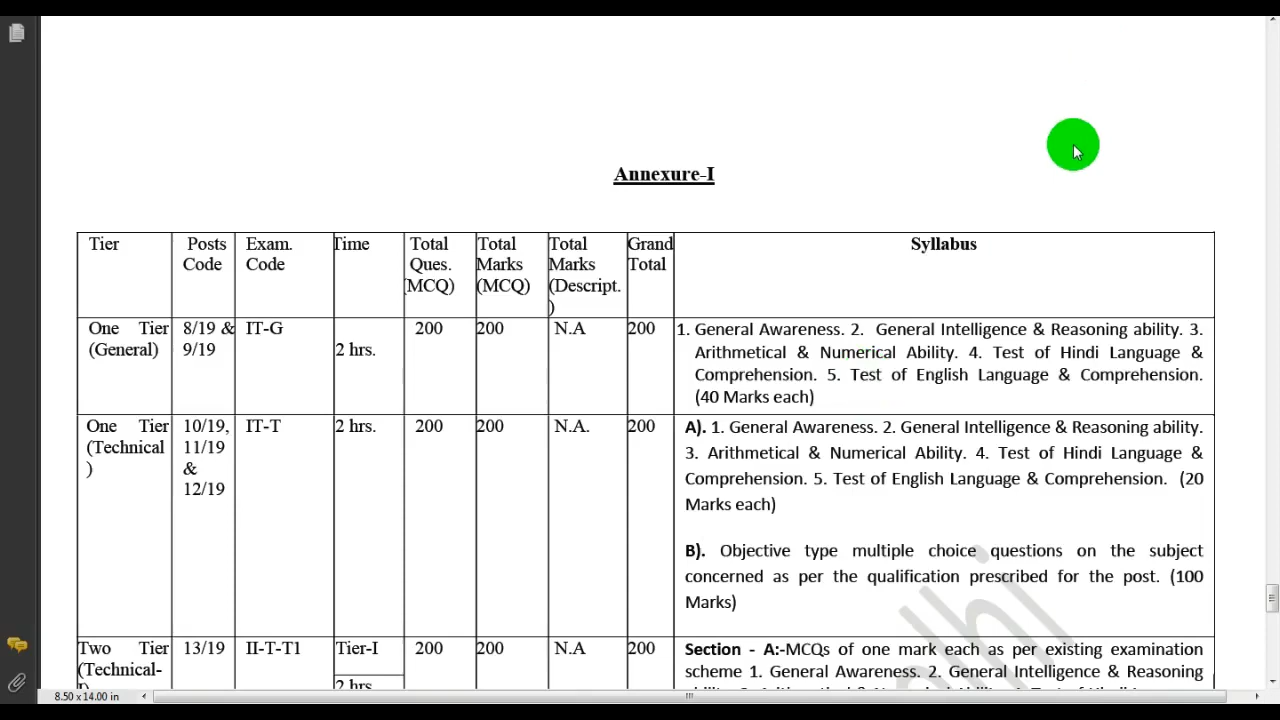 Annexure-I
Tier Posts Code Exam. Code Time Total Ques. (MCQ) Total Marks (MCQ) Total Marks (Descript.) Grand Total Syllabus
One Tier (General) 8/19 & 9/19 IT-G 2 hrs. 200 200 N.A 200
1. General Awareness. 2. General Intelligence & Reasoning ability. 3.
Arithmetical & Numerical Ability. 4. Test of Hindi Language &
Comprehension. 5. Test of English Language & Comprehension.
(40 Marks each)
One Tier (Technical) 10/19, 11/19 & 12/19 IT-T 2 hrs. 200 200 N.A. 200
A). 1. General Awareness. 2. General Intelligence & Reasoning ability.
3. Arithmetical & Numerical Ability. 4. Test of Hindi Language &
Comprehension. 5. Test of English Language & Comprehension. (20
Marks each)
B). Objective type multiple choice questions on the subject
concerned as per the qualification prescribed for the post. (100
Marks)
Two Tier (Technical- 13/19 II-T-T1 Tier-I 2 hrs. 200 200 N.A 200
Section - A:-MCQs of one mark each as per existing examination
scheme 1. General Awareness. 2. General Intelligence & Reasoning
8.50 x 14.00 in